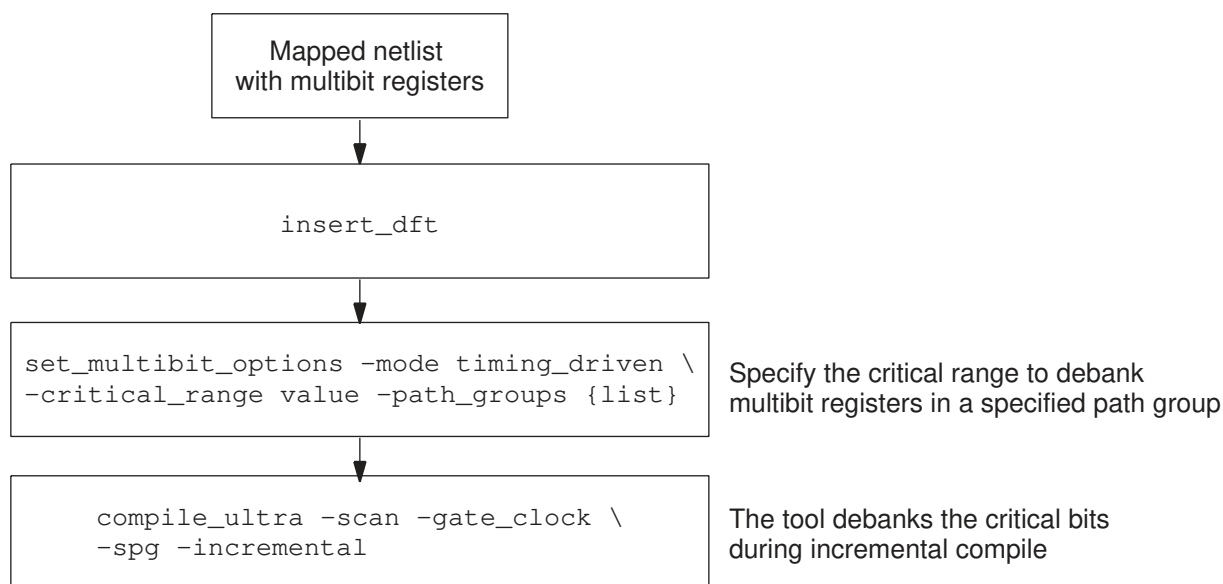 Mapped netlist
with multibit registers
insert_dft
set_multibit_options -mode timing_driven \
-critical_range value -path_groups {list}
Specify the critical range to debank
multibit registers in a specified path group
compile_ultra -scan -gate_clock \
-spg -incremental
The tool debanks the critical bits
during incremental compile